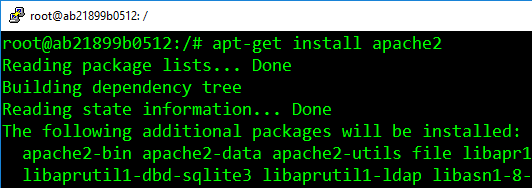 ab21899b0512: /
root@ab21899b0512:/# apt-get install apache2
Reading package lists... Done
Building dependency tree
Reading state information... Done
The following additional packages will be installed:
apache2-bin apache2-data apache2-utils file libapr1
libaprutil1-dbd-sqlite3 libaprutil1-ldap libasn1-8-